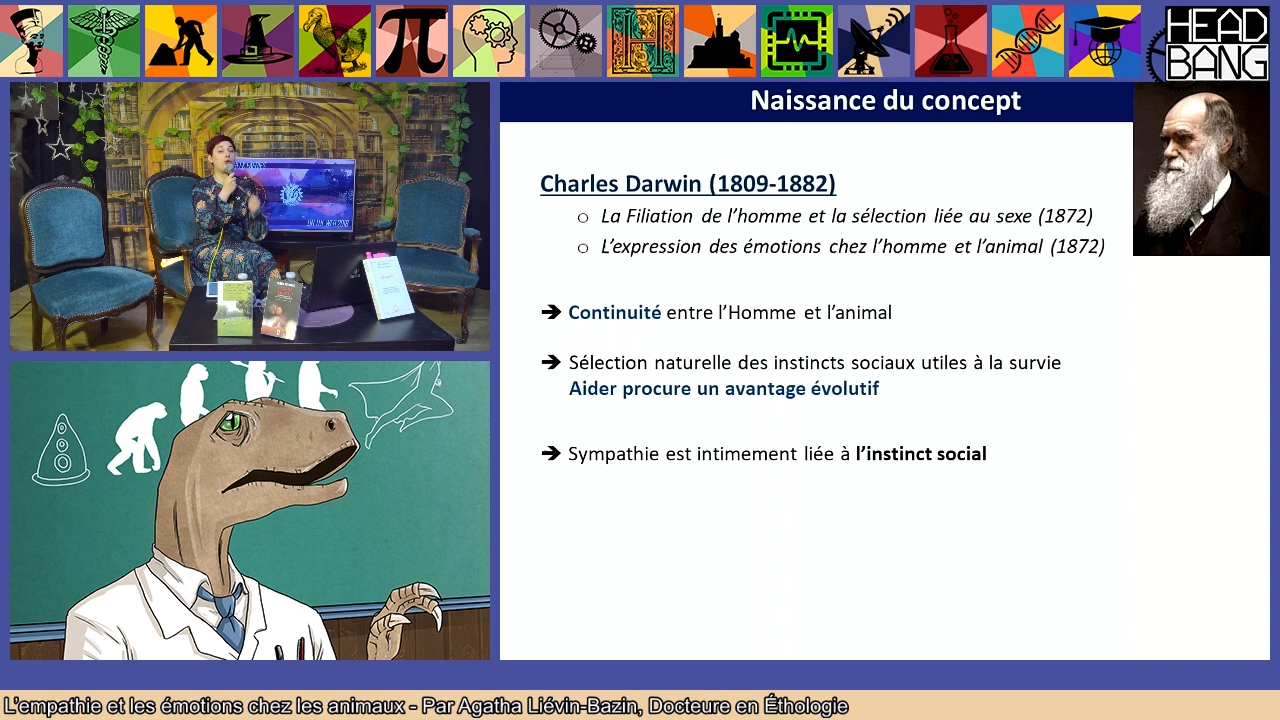 HEAD
BANG
Naissance du concept
Charles Darwin (1809-1882)
o La Filiation de l'homme et la sélection liée au sexe (1872)
o L'expression des émotions chez l'homme et l'animal (1872)
➔ Continuité entre l'Homme et l'animal
➔ Sélection naturelle des instincts sociaux utiles à la survie
Aider procure un avantage évolutif
➔ Sympathie est intimement liée à l'instinct social
L'empathie et les émotions chez les animaux - Par Agatha Liévin-Bazin, Docteure en Éthologie